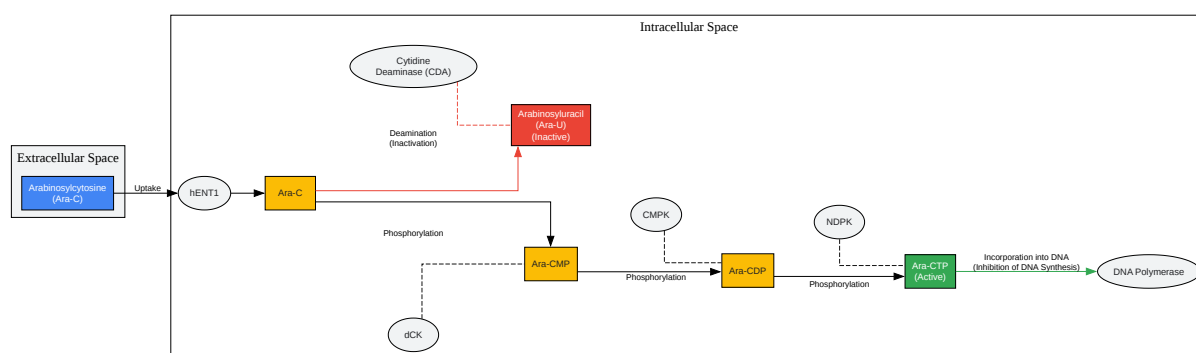 Intracellular Space
Cytidine
Deaminase (CDA)
Arabinosyluracil
(Ara-U)
(Inactive)
Deamination
(Inactivation)
Extracellular Space
Arabinosylcytosine
(Ara-C)
Uptake
hENT1
Ara-C
Phosphorylation
Ara-CMP
dCK
CMPK
Phosphorylation
Ara-CDP
NDPK
Phosphorylation
Ara-CTP
(Active)
Incorporation into DNA
(Inhibition of DNA Synthesis)
DNA Polymerase